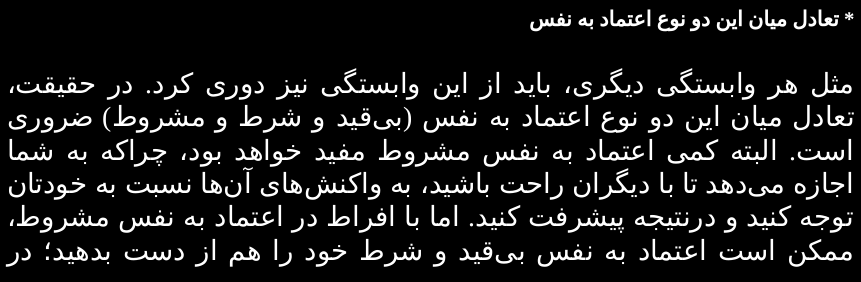 * تعادل میان این دو نوع اعتماد به نفس
مثل هر وابستگی دیگری، باید از این وابستگی نیز دوری کرد. در حقیقت،
تعادل میان این دو نوع اعتماد به نفس (بی‌قید و شرط و مشروط) ضروری
است. البته کمی اعتماد به نفس مشروط مفید خواهد بود، چراکه به شما
اجازه می‌دهد تا با دیگران راحت باشید، به واکنش‌های آن‌ها نسبت به خودتان
توجه کنید و درنتیجه پیشرفت کنید. اما با افراط در اعتماد به نفس مشروط،
ممکن است اعتماد به نفس بی‌قید و شرط خود را هم از دست بدهید؛ در